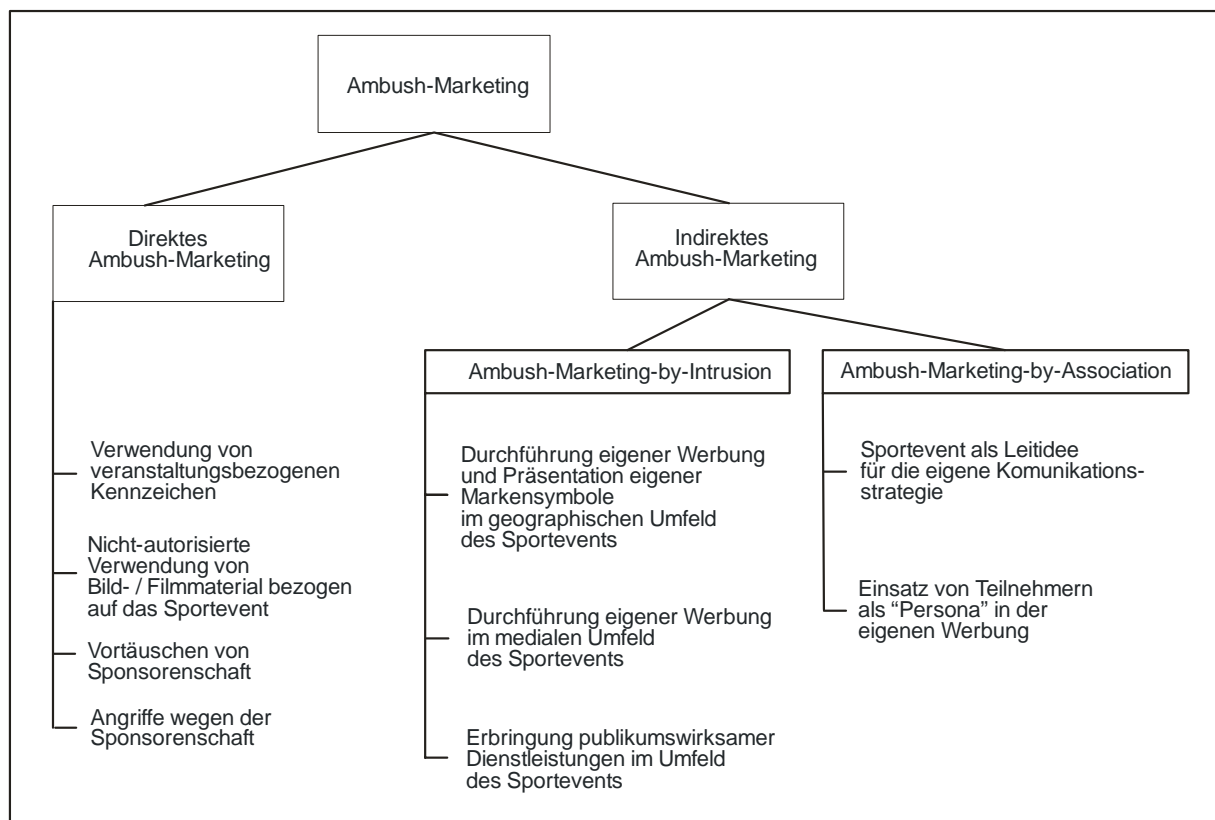 Ambush-Marketing
Direktes
Ambush-Marketing
Indirektes
Ambush-Marketing
Ambush-Marketing-by-Intrusion
Ambush-Marketing-by-Association
Verwendung von
veranstaltungsbezogenen
Kennzeichen
Nicht-autorisierte
Verwendung von
Bild- / Filmmaterial bezogen
auf das Sportevent
Vortäuschen von
Sponsorenschaft
Angriffe wegen der
Sponsorenschaft
Durchführung eigener Werbung
und Präsentation eigener
Markensymbole
im geographischen Umfeld
des Sportevents
Durchführung eigener Werbung
im medialen Umfeld
des Sportevents
Erbringung publikumswirksamer
Dienstleistungen im Umfeld
des Sportevents
Sportevent als Leitidee
für die eigene Komunikations-
strategie
Einsatz von Teilnehmern
als “Persona” in der
eigenen Werbung